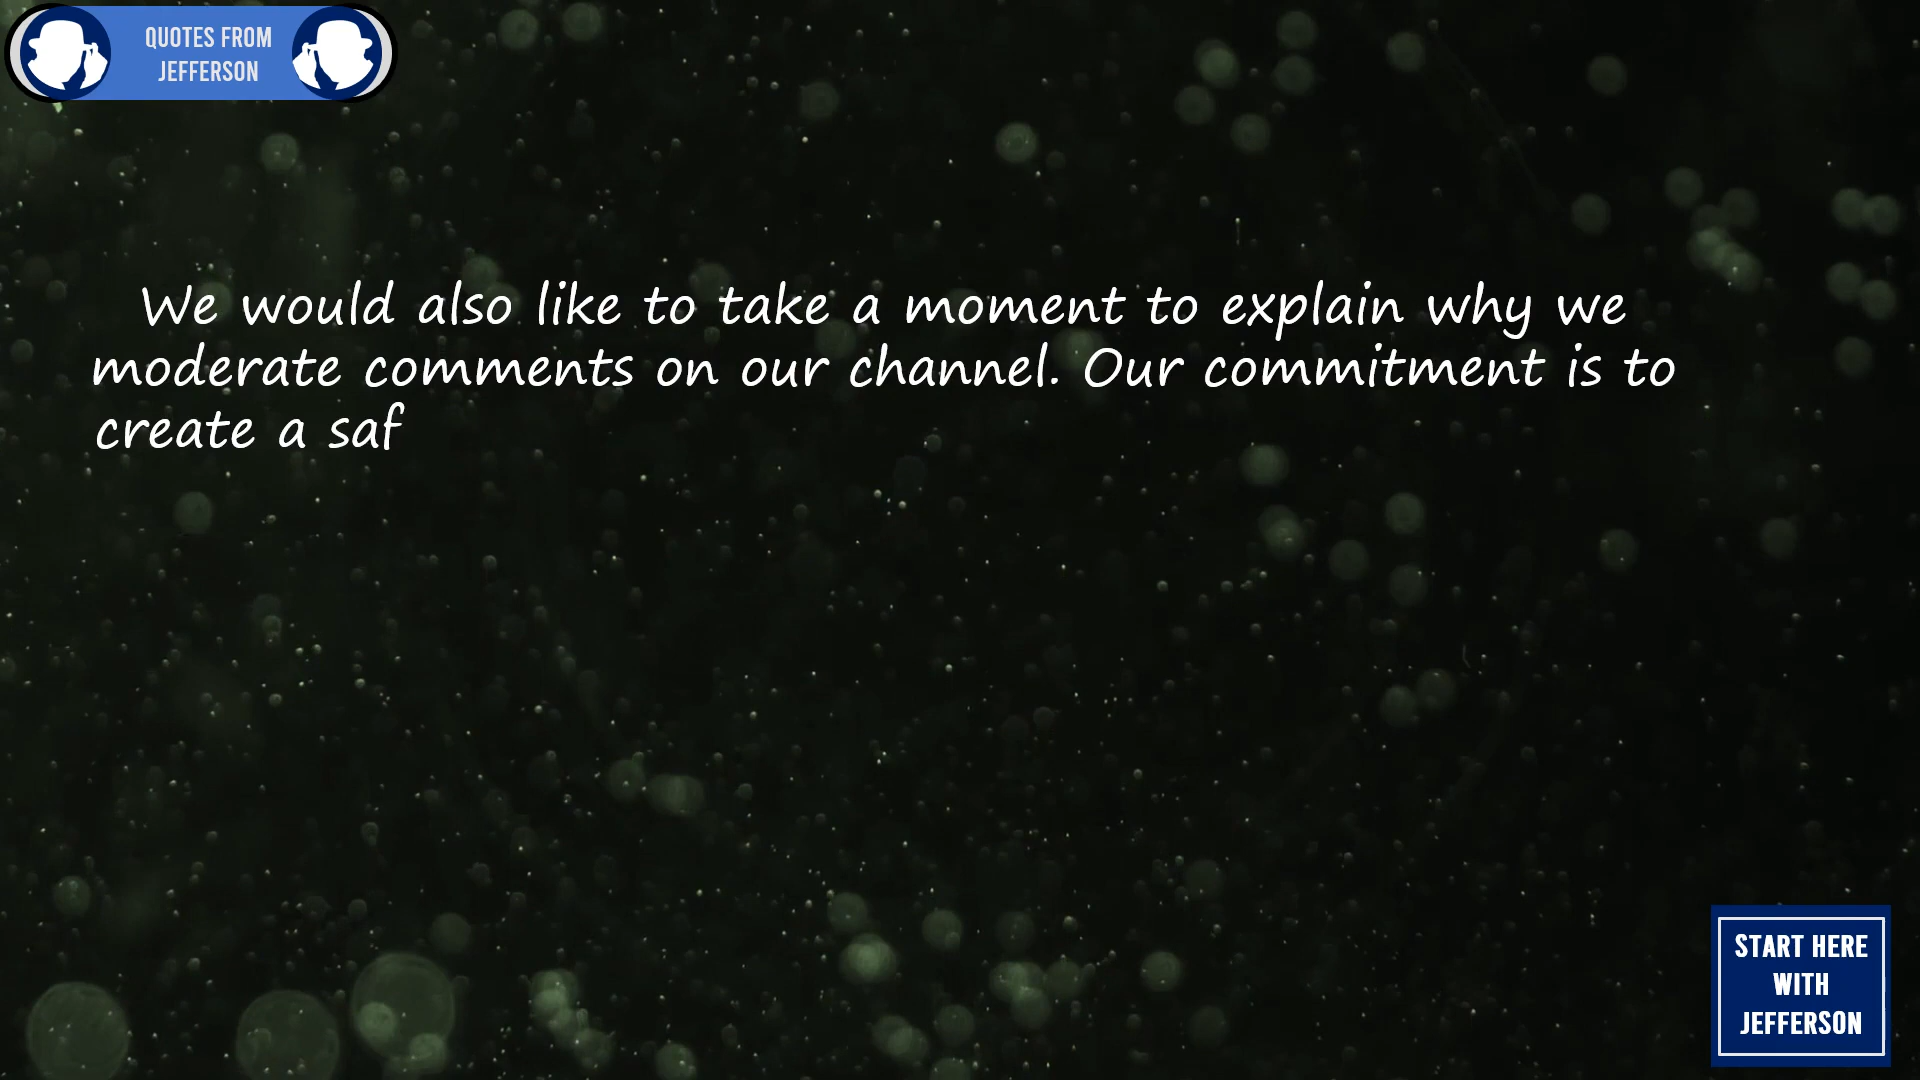 QUOTES FROM
JEFFERSON
We would also like to take a moment to explain why we
moderate comments on our channel. Our commitment is to
create a saf
START HERE
WITH
JEFFERSON